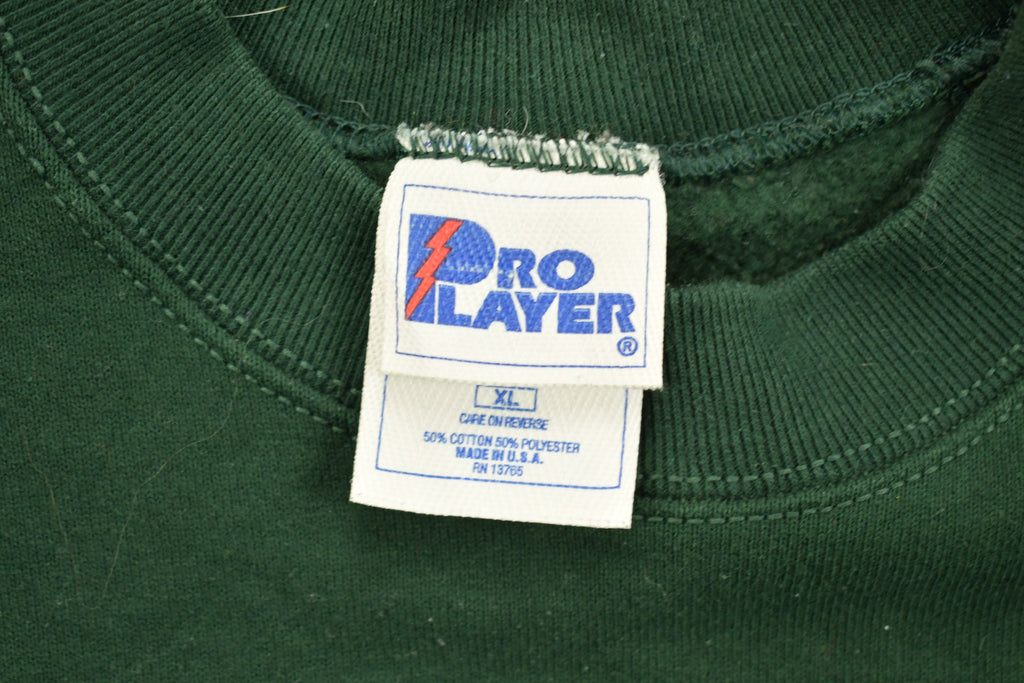 PRO
PLAYER
®
XL
CARE ON REVERSE
50% COTTON 50% POLYESTER
MADE IN U.S.A.
RN 13765